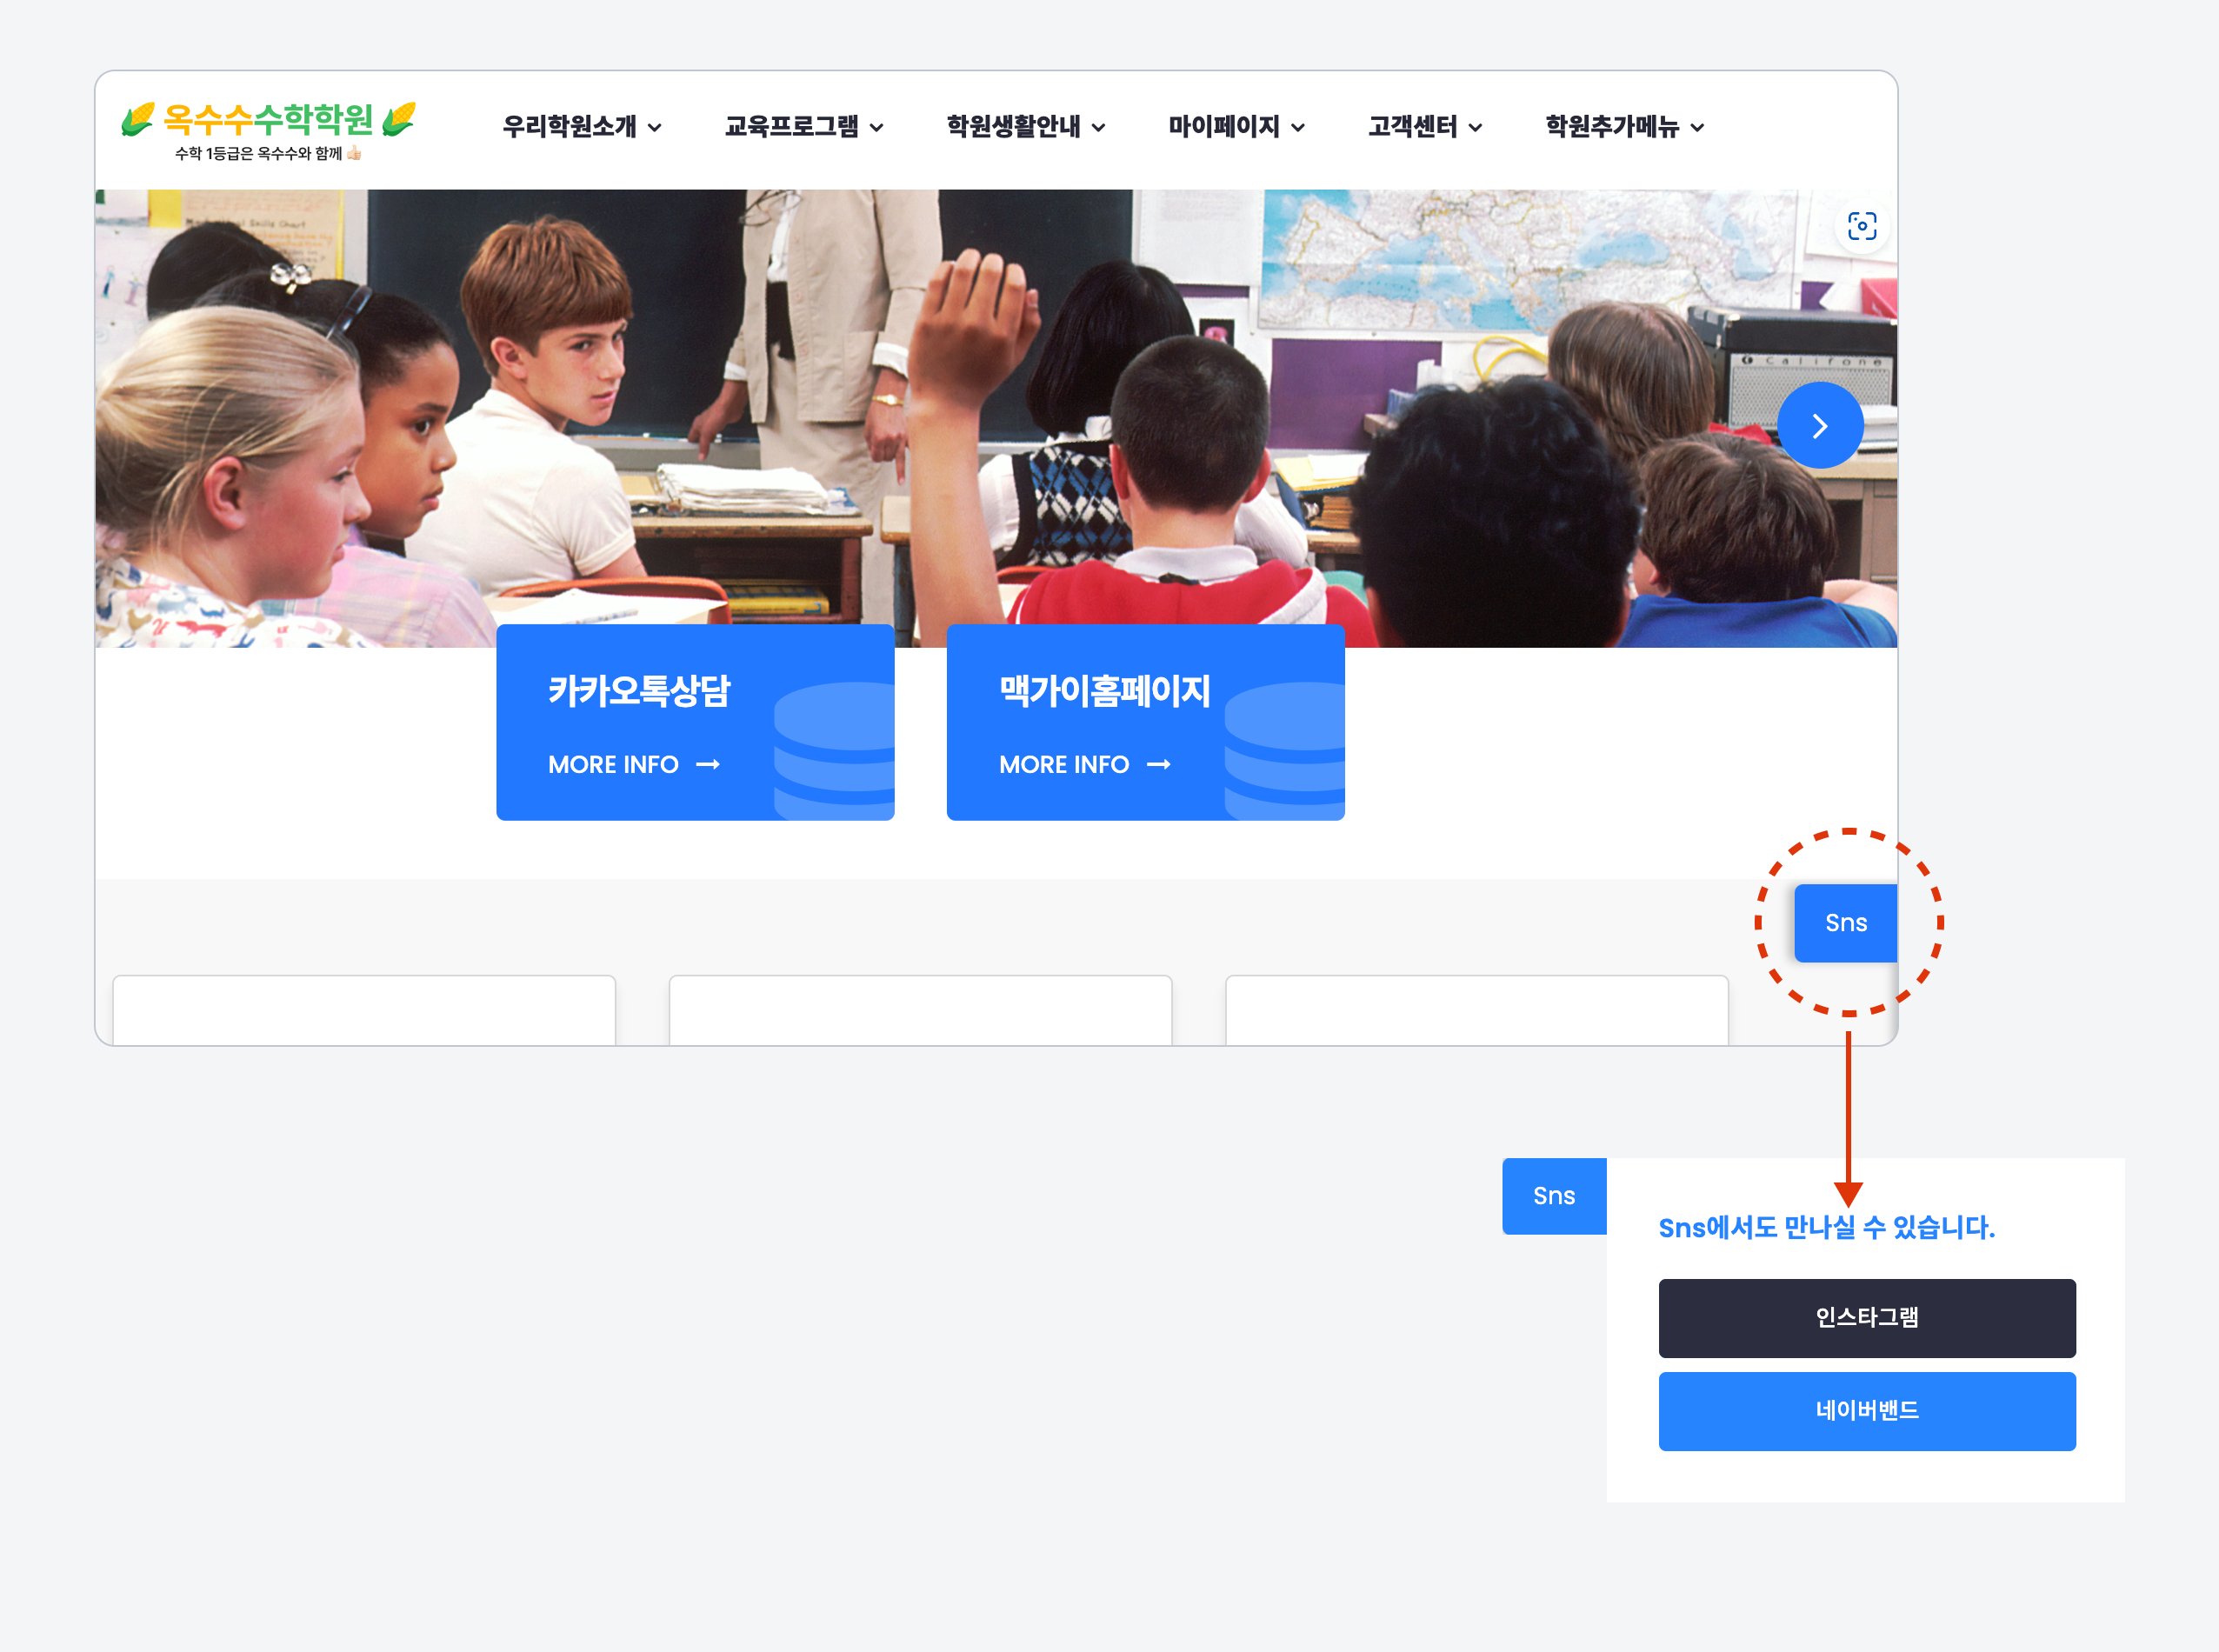 옥수수수학학원
수학 1등급은 옥수수와 함께
우리학원소개
교육프로그램
학원생활안내
마이페이지
고객센터
학원추가메뉴
Califone
카카오톡상담
MORE INFO
맥가이홈페이지
MORE INFO
Sns
Sns
Sns에서도 만나실 수 있습니다.
인스타그램
네이버밴드